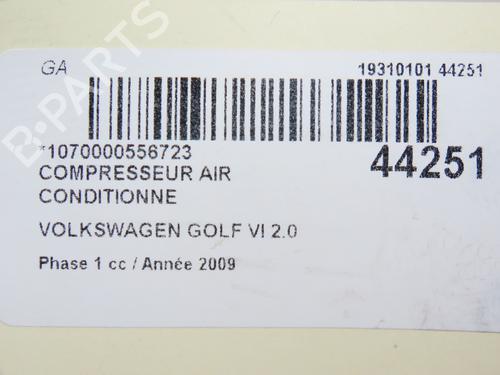 GA
19310101 44251
*1070000556723
44251
COMPRESSEUR AIR
CONDITIONNE
VOLKSWAGEN GOLF VI 2.0
Phase 1 cc / Année 2009
B-PARTS